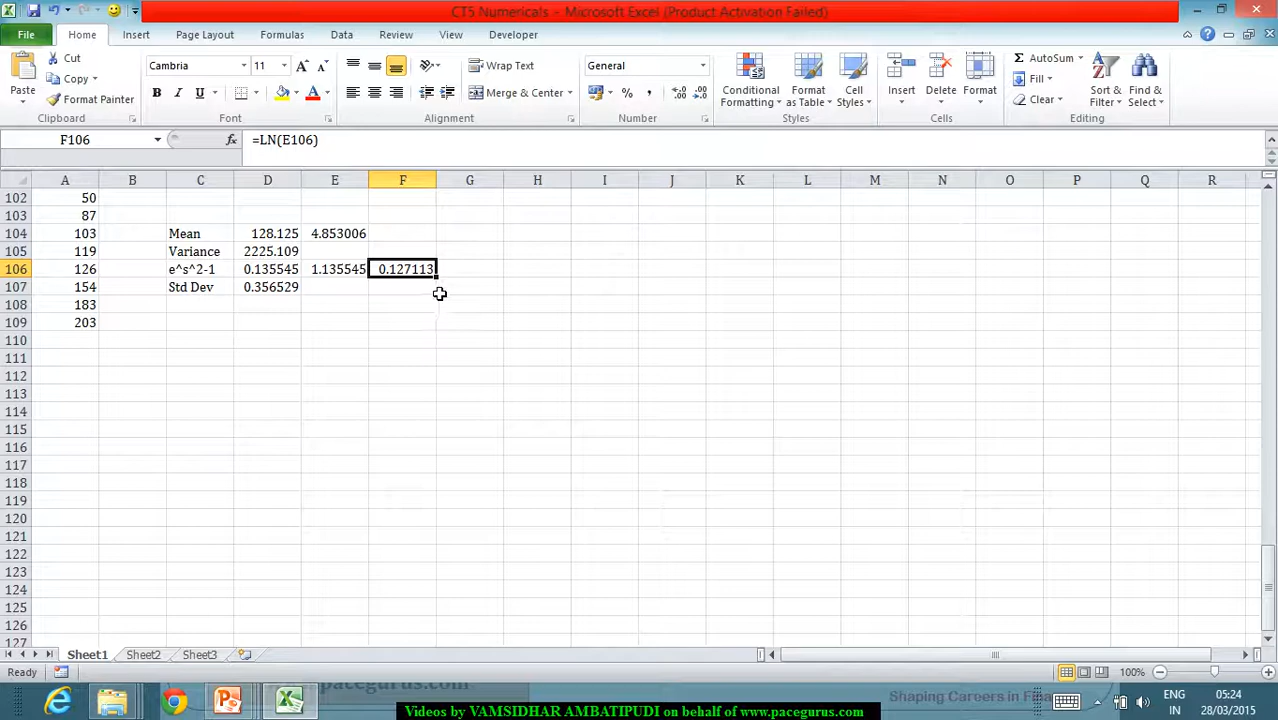 CT5 Numericals - Microsoft Excel (Product Activation Failed)
File Home Insert Page Layout Formulas Data Review View Developer
Paste
Cut
Copy
Format Painter
Clipboard
Cambria 11
B I U A
Font
Wrap Text
Merge & Center
Alignment
General
% ,
Number
Conditional Formatting
Format as Table
Cell Styles
Styles
Insert Delete Format
Cells
AutoSum
Fill
Clear
Sort & Filter
Find & Select
Editing
F106 fx =LN(E106)
A B C D E F G H I J K L M N O P Q R
102 50
103 87
104 103 Mean 128.125 4.853006
105 119 Variance 2225.109
106 126 e^s^2-1 0.135545 1.135545 0.127113
107 154 Std Dev 0.356529
108 183
109 203
110
111
112
113
114
115
116
117
118
119
120
121
122
123
124
125
126
127
Sheet1 Sheet2 Sheet3
Ready 100%
pacegurus.com
Shaping Careers in Fin
ENG 05:24
IN 28/03/2015
Videos by VAMSIDHAR AMBATIPUDI on behalf of www.pacegurus.com